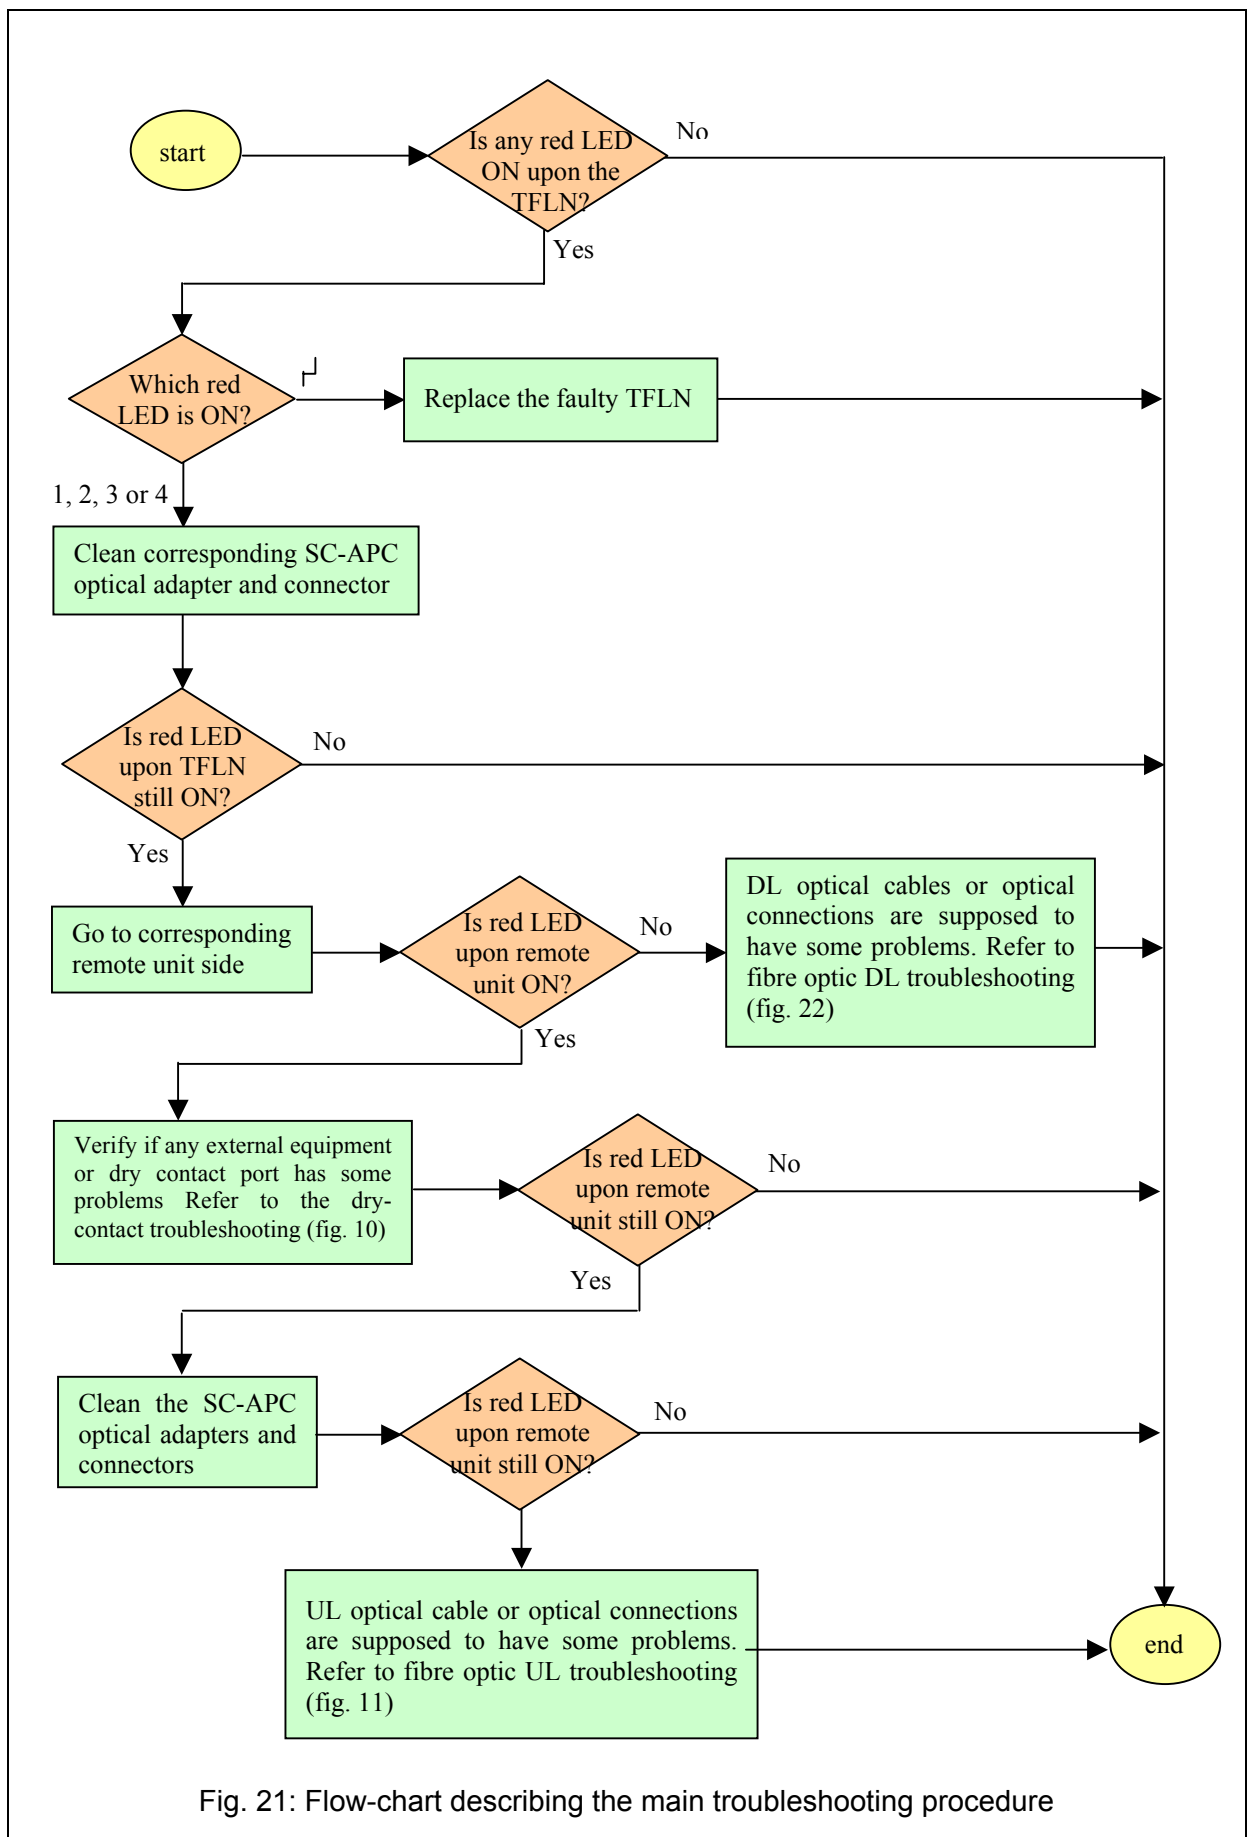 start
Is any red LED
ON upon the
TFLN?
No
Yes
Which red
LED is ON?
Replace the faulty TFLN
1, 2, 3 or 4
Clean corresponding SC-APC
optical adapter and connector
Is red LED
upon TFLN
still ON?
No
Yes
Go to corresponding
remote unit side
Is red LED
upon remote
unit ON?
No
DL optical cables or optical
connections are supposed to
have some problems. Refer to
fibre optic DL troubleshooting
(fig. 22)
Yes
Verify if any external equipment
or dry contact port has some
problems Refer to the dry-
contact troubleshooting (fig. 10)
Is red LED
upon remote
unit still ON?
No
Yes
Clean the SC-APC
optical adapters and
connectors
Is red LED
upon remote
unit still ON?
No
UL optical cable or optical connections
are supposed to have some problems.
Refer to fibre optic UL troubleshooting
(fig. 11)
end
Fig. 21: Flow-chart describing the main troubleshooting procedure